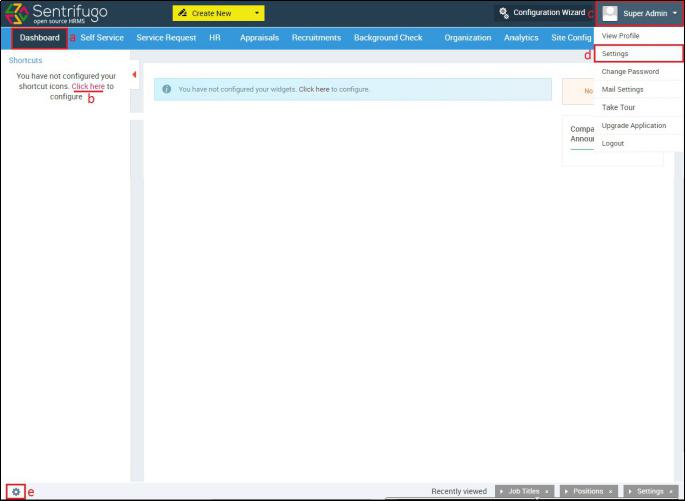 Sentrifugo
open source HRMS
Create New
Configuration Wizard c Super Admin
Dashboard a Self Service Service Request HR Appraisals Recruitments Background Check Organization Analytics Site Config
View Profile
d Settings
Change Password
Mail Settings
Take Tour
Upgrade Application
Logout
Shortcuts
You have not configured your
shortcut icons. Click here to
configure b
You have not configured your widgets. Click here to configure.
No
Compa
Annou
e
Recently viewed Job Titles × Positions × Settings ×